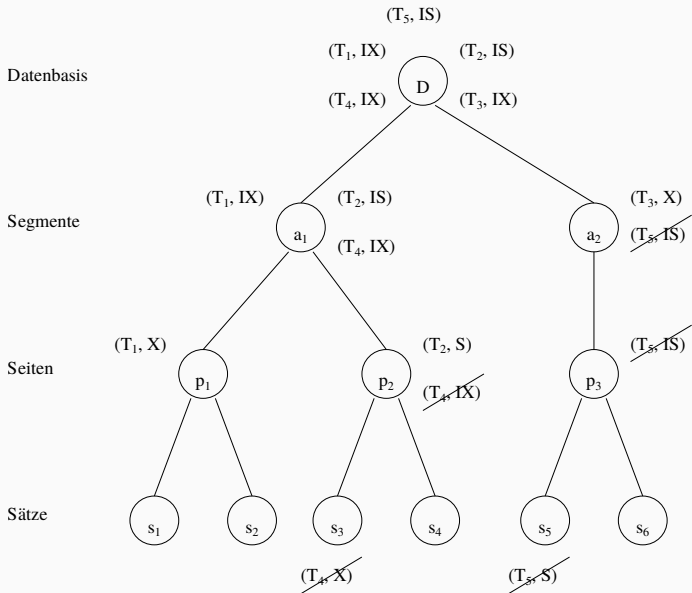 (T₅, IS)
(T₁, IX) (T₂, IS)
Datenbasis D
(T₄, IX) (T₃, IX)
(T₁, IX) (T₂, IS) (T₃, X)
Segmente a₁ a₂
(T₄, IX) (T₅, IS)
(T₁, X) (T₂, S) (T₅, IS)
Seiten p₁ p₂ p₃
(T₄, IX)
Sätze s₁ s₂ s₃ s₄ s₅ s₆
(T₄, X) (T₅, S)